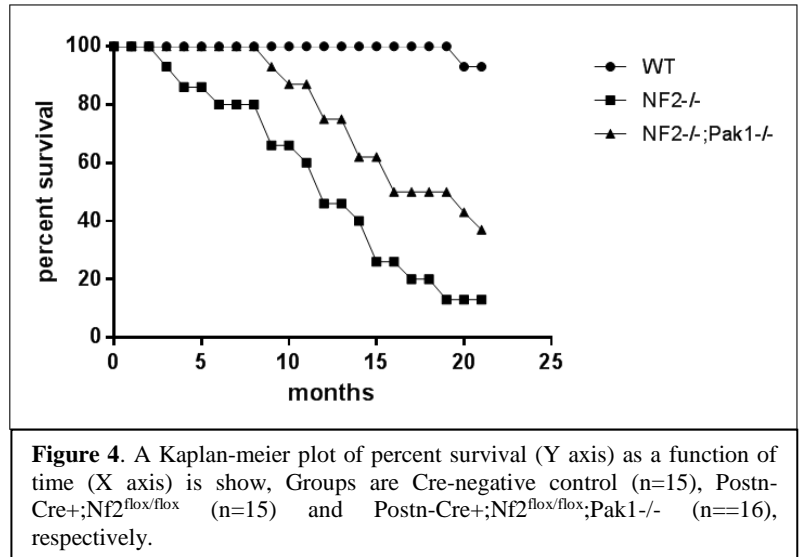 percent survival
100
80
60
40
20
0
0 5 10 15 20 25
months
WT
NF2-/-
NF2-/-;Pak1-/-
Figure 4. A Kaplan-meier plot of percent survival (Y axis) as a function of
time (X axis) is show, Groups are Cre-negative control (n=15), Postn-
Cre+;Nf2flox/flox (n=15) and Postn-Cre+;Nf2flox/flox;Pak1-/- (n==16),
respectively.